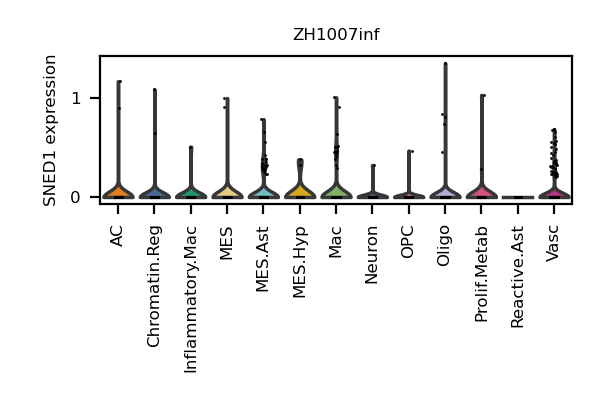 ZH1007inf
SNED1 expression
1
0
AC
Chromatin.Reg
Inflammatory.Mac
MES
MES.Ast
MES.Hyp
Mac
Neuron
OPC
Oligo
Prolif.Metab
Reactive.Ast
Vasc